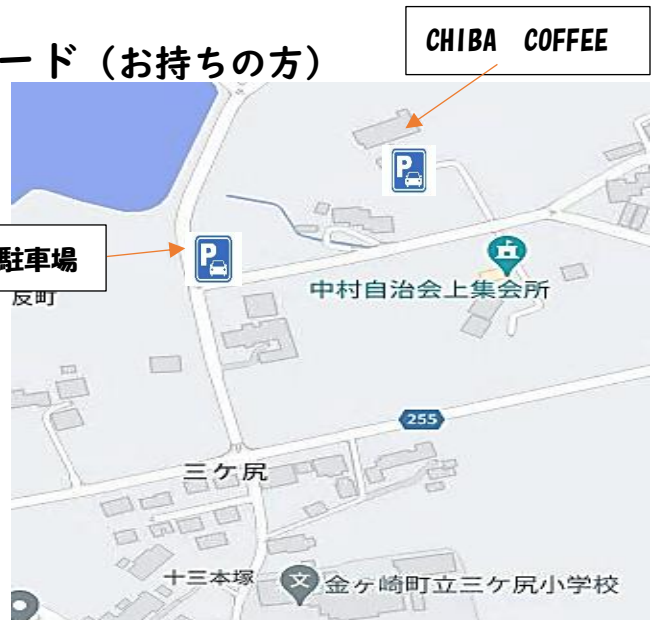 CHIBA COFFEE
ード（お持ちの方）
P
P
駐車場
反町
中村自治会上集会所
255
三ケ尻
十三本塚
文
金ヶ崎町立三ケ尻小学校